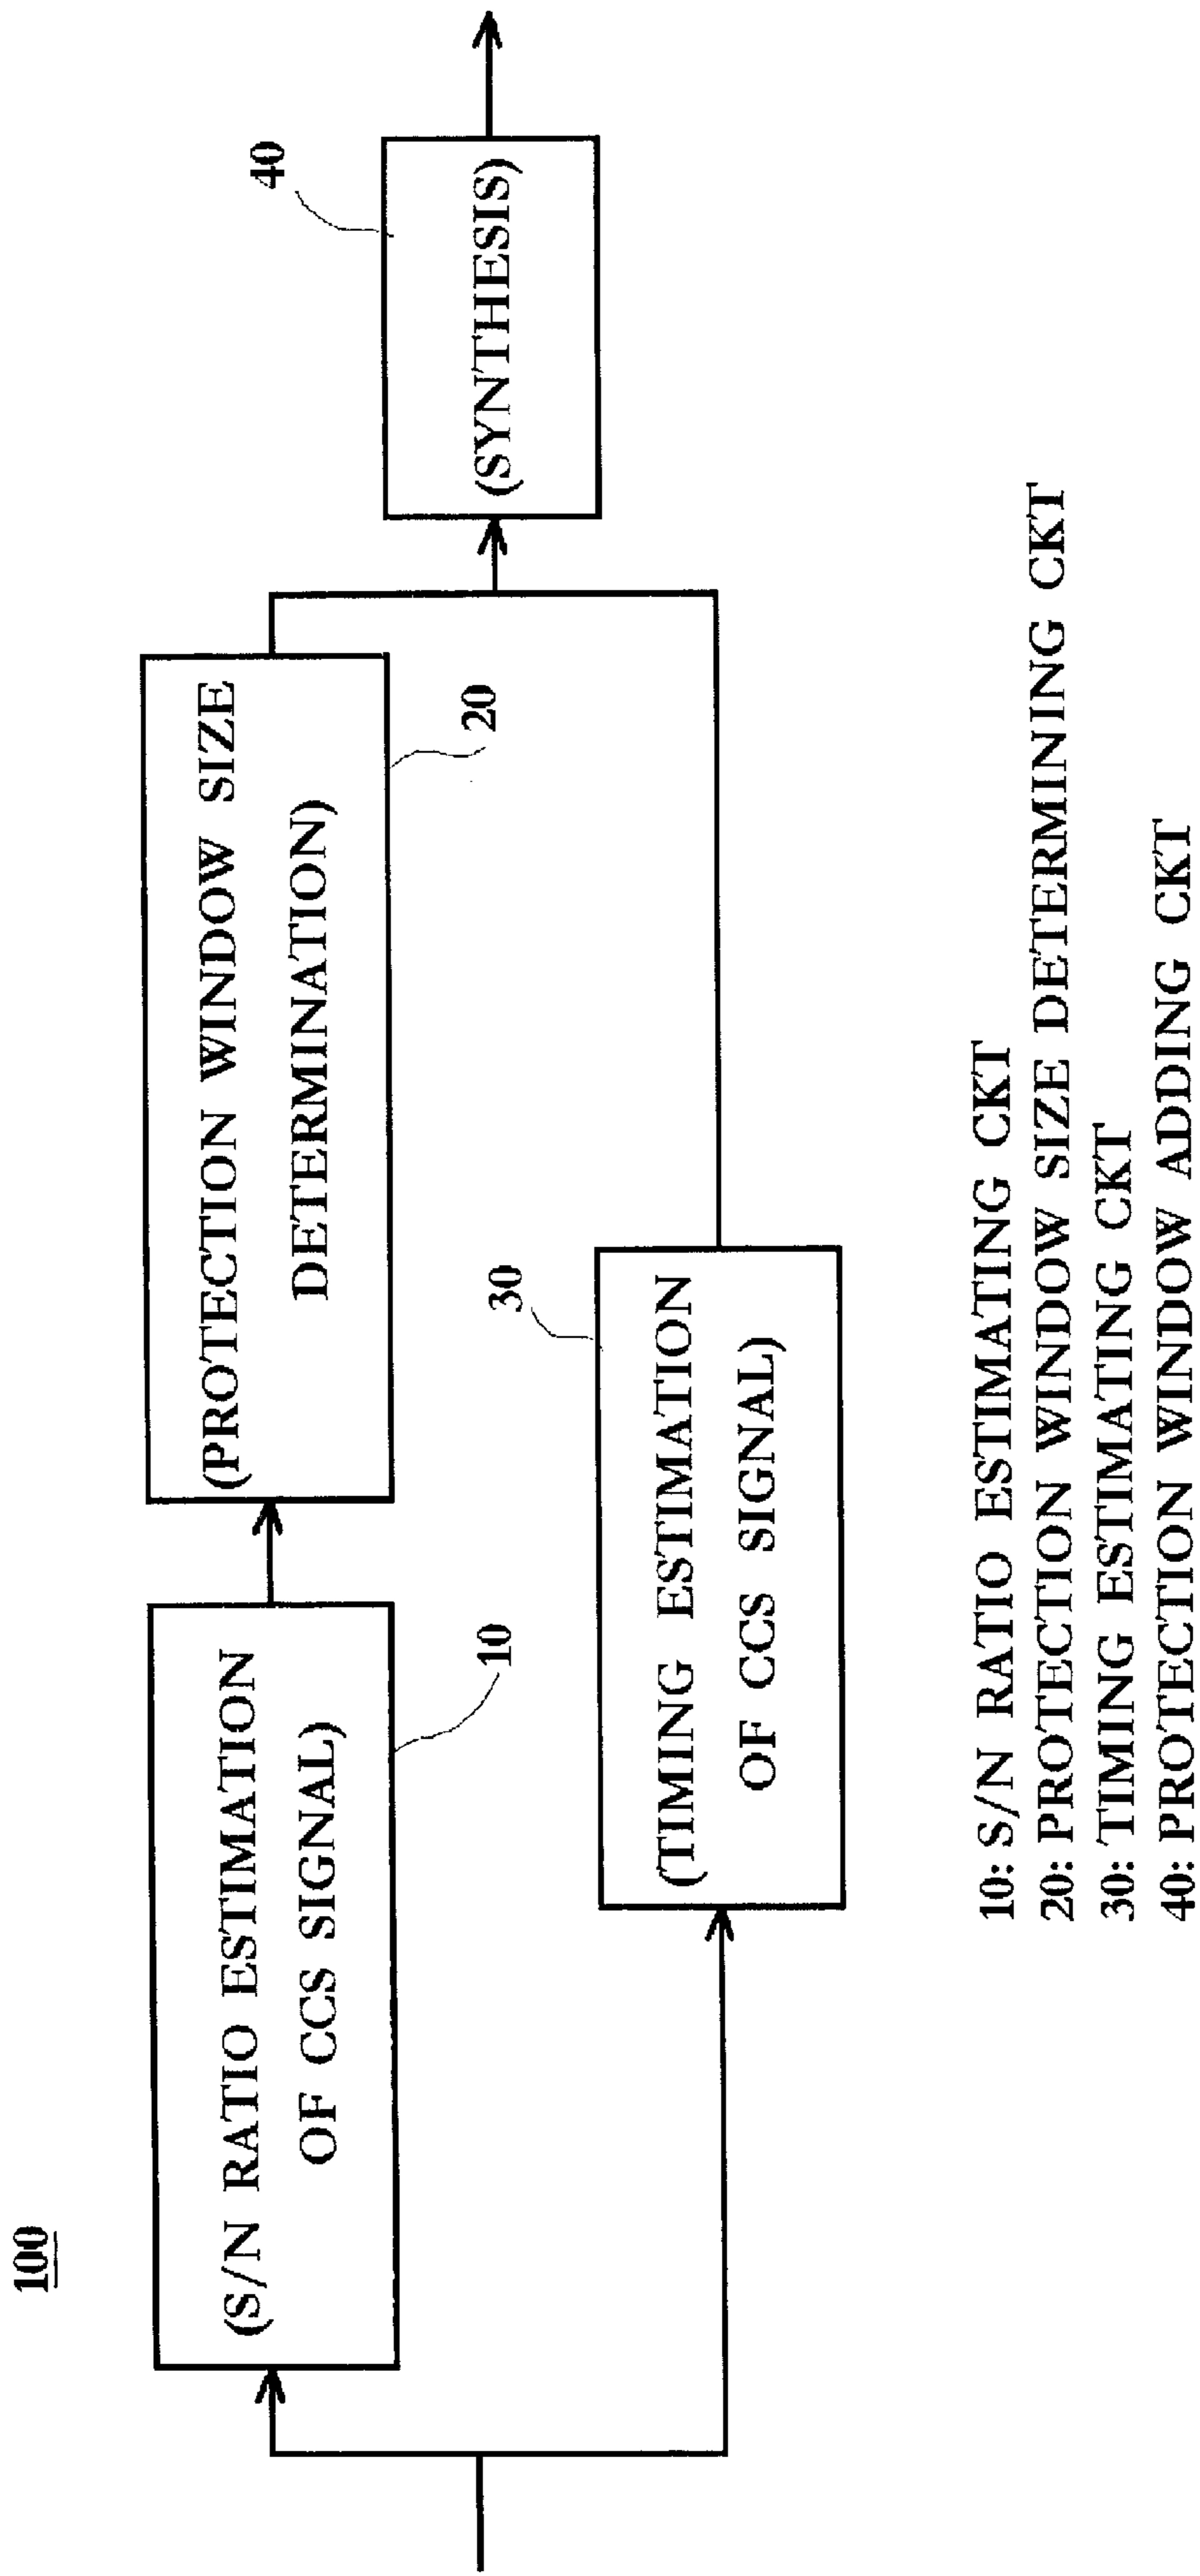 100
(S/N RATIO ESTIMATION
OF CCS SIGNAL)
10
(PROTECTION WINDOW SIZE
DETERMINATION)
20
(TIMING ESTIMATION
OF CCS SIGNAL)
30
(SYNTHESIS)
40
10: S/N RATIO ESTIMATING CKT
20: PROTECTION WINDOW SIZE DETERMINING CKT
30: TIMING ESTIMATING CKT
40: PROTECTION WINDOW ADDING CKT